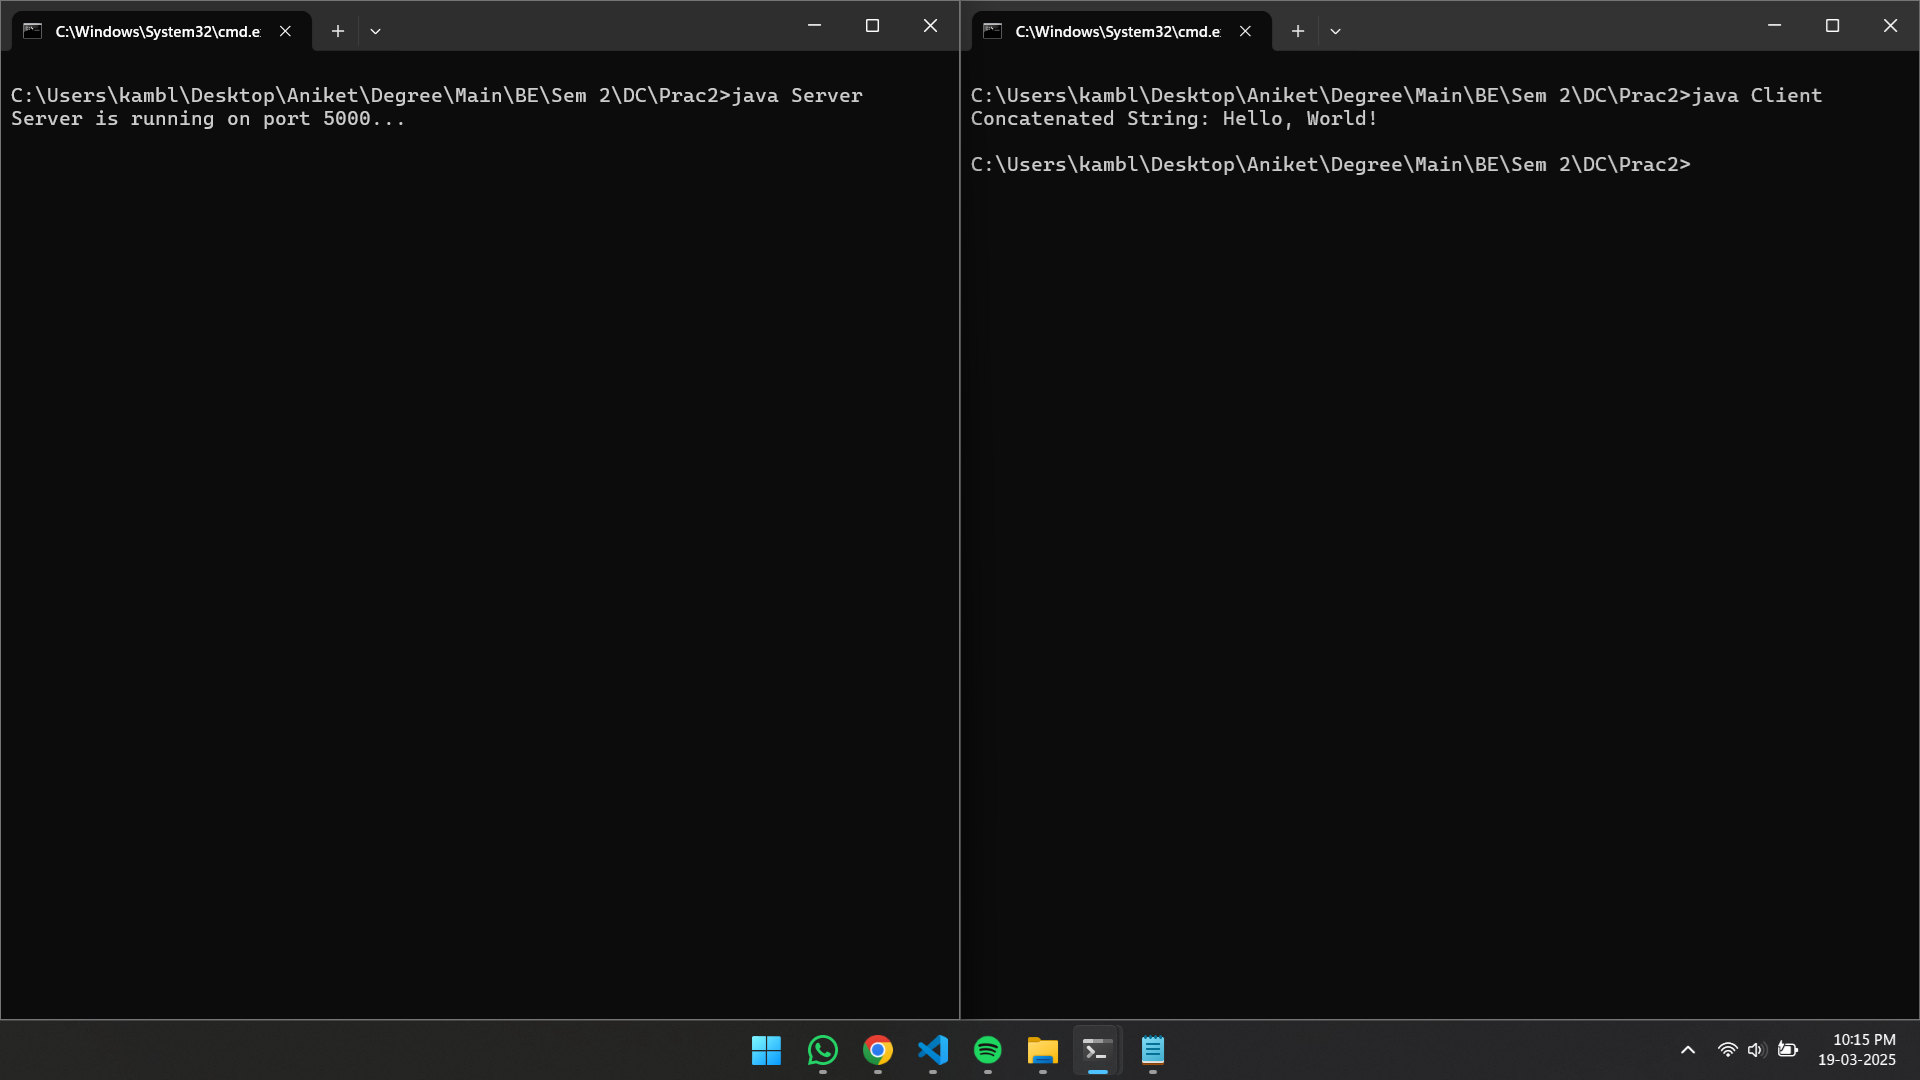 C:\Windows\System32\cmd.e
C:\Users\kambl\Desktop\Aniket\Degree\Main\BE\Sem 2\DC\Prac2>java Server
Server is running on port 5000...
C:\Windows\System32\cmd.e
C:\Users\kambl\Desktop\Aniket\Degree\Main\BE\Sem 2\DC\Prac2>java Client
Concatenated String: Hello, World!
C:\Users\kambl\Desktop\Aniket\Degree\Main\BE\Sem 2\DC\Prac2>
10:15 PM
19-03-2025